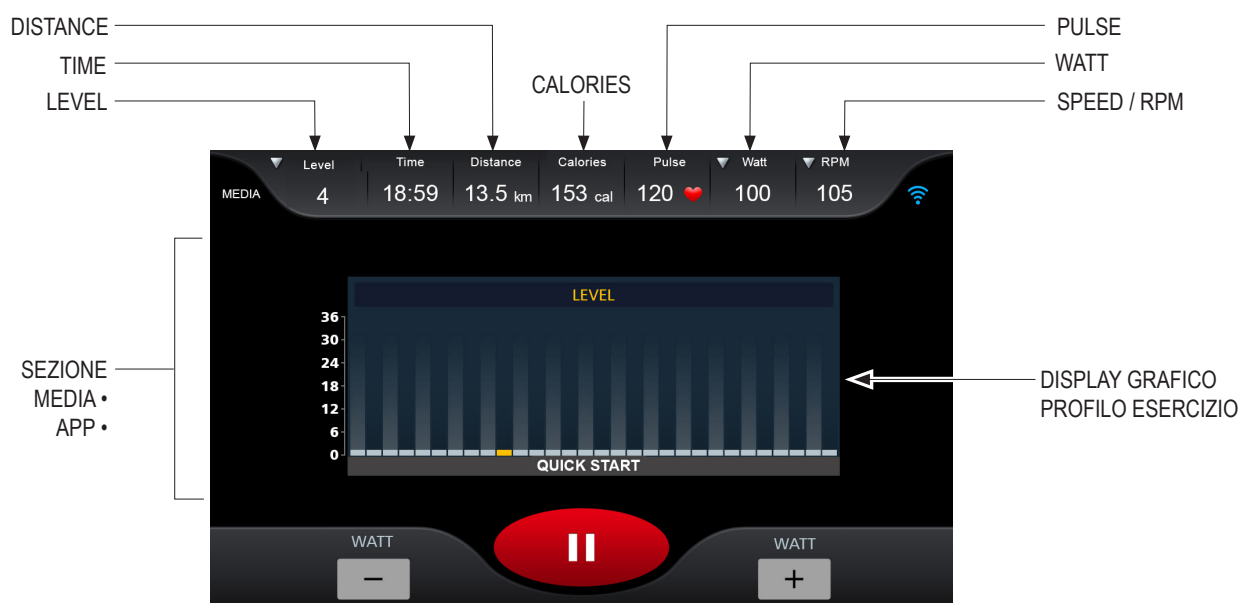 DISTANCE
TIME
LEVEL
CALORIES
PULSE
WATT
SPEED / RPM
MEDIA
Level
4
Time
18:59
Distance
13.5 km
Calories
153 cal
Pulse
120
Watt
100
RPM
105
SEZIONE
MEDIA •
APP •
LEVEL
36
30
24
18
12
6
0
QUICK START
DISPLAY GRAFICO
PROFILO ESERCIZIO
WATT
−
WATT
+